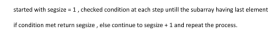 started with segsize = 1 , checked condition at each step untill the subarray having last element
if condition met return segsize , else continue to segsize + 1 and repeat the process.